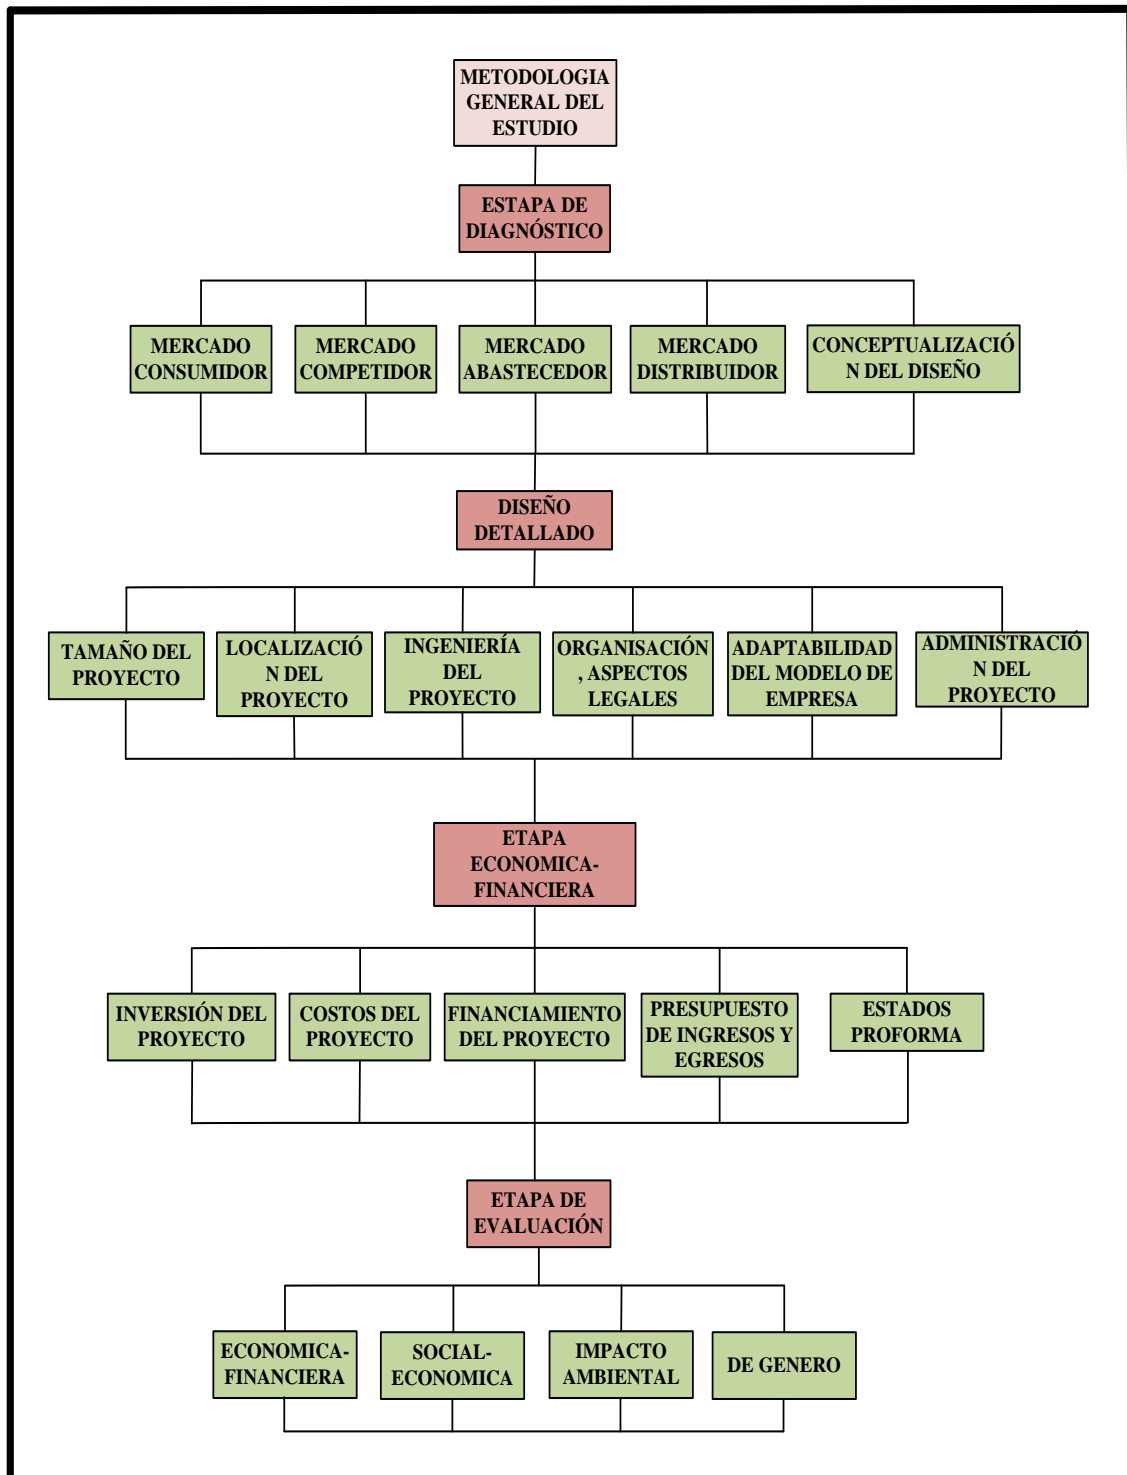 METODOLOGIA
GENERAL DEL
ESTUDIO
ESTAPA DE
DIAGNÓSTICO
MERCADO
CONSUMIDOR
MERCADO
COMPETIDOR
MERCADO
ABASTECEDOR
MERCADO
DISTRIBUIDOR
CONCEPTUALIZACIÓ
N DEL DISEÑO
DISEÑO
DETALLADO
TAMAÑO DEL
PROYECTO
LOCALIZACIÓ
N DEL
PROYECTO
INGENIERÍA
DEL
PROYECTO
ORGANISACIÓN
, ASPECTOS
LEGALES
ADAPTABILIDAD
DEL MODELO DE
EMPRESA
ADMINISTRACIÓ
N DEL
PROYECTO
ETAPA
ECONOMICA-
FINANCIERA
INVERSIÓN DEL
PROYECTO
COSTOS DEL
PROYECTO
FINANCIAMIENTO
DEL PROYECTO
PRESUPUESTO
DE INGRESOS Y
EGRESOS
ESTADOS
PROFORMA
ETAPA DE
EVALUACIÓN
ECONOMICA-
FINANCIERA
SOCIAL-
ECONOMICA
IMPACTO
AMBIENTAL
DE GENERO